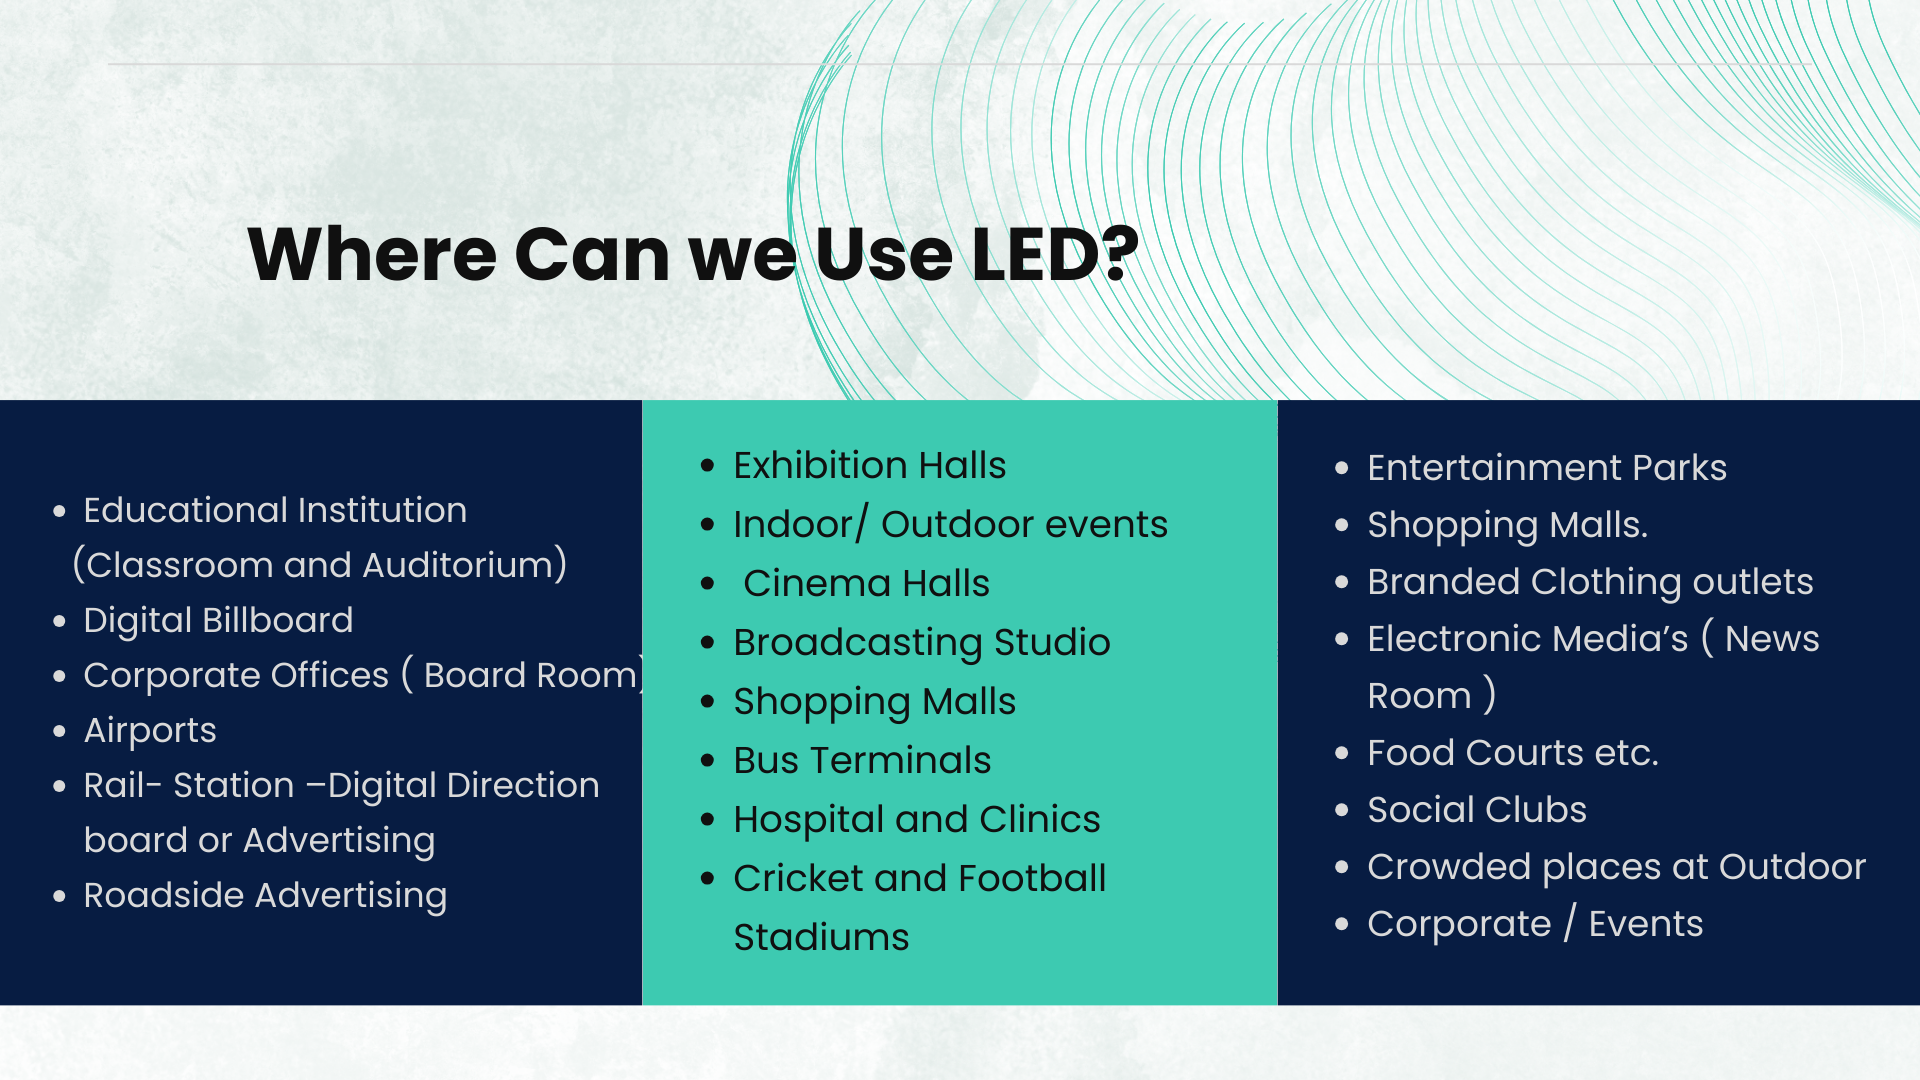 Where Can we Use LED?
• Educational Institution
(Classroom and Auditorium)
• Digital Billboard
• Corporate Offices ( Board Room)
• Airports
• Rail- Station –Digital Direction
board or Advertising
• Roadside Advertising
• Exhibition Halls
• Indoor/ Outdoor events
• Cinema Halls
• Broadcasting Studio
• Shopping Malls
• Bus Terminals
• Hospital and Clinics
• Cricket and Football
Stadiums
• Entertainment Parks
• Shopping Malls.
• Branded Clothing outlets
• Electronic Media’s ( News
Room )
• Food Courts etc.
• Social Clubs
• Crowded places at Outdoor
• Corporate / Events